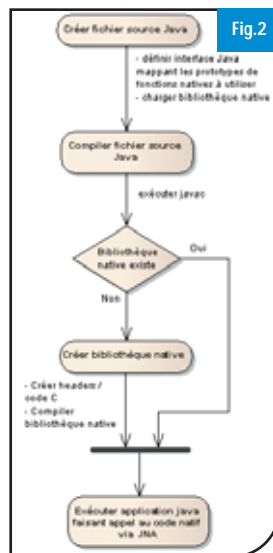 Fig.2
Créer fichier source Java
- définir interface Java
mappant les prototypes de
fonctions natives à utiliser
- charger bibliothèque native
Compiler fichier source
Java
exécuter javac
Bibliothèque
native existe
Oui
Non
Créer bibliothèque native
- Créer headers /
code C
- Compiler
bibliothèque native
Exécuter application java
faisant appel au code natif
via JNA